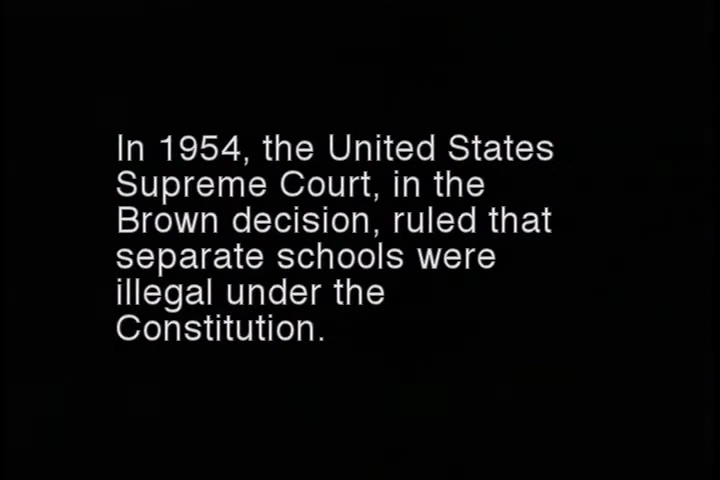 In 1954, the United States
Supreme Court, in the
Brown decision, ruled that
separate schools were
illegal under the
Constitution.